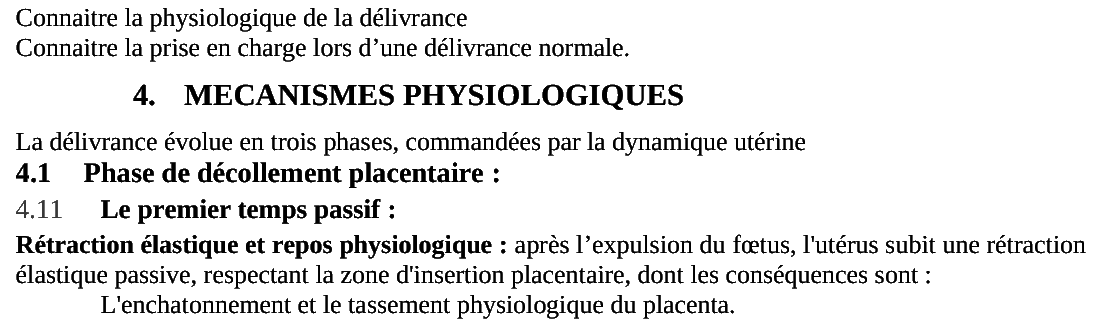 Connaitre la physiologique de la délivrance
Connaitre la prise en charge lors d’une délivrance normale.
4. MECANISMES PHYSIOLOGIQUES
La délivrance évolue en trois phases, commandées par la dynamique utérine
4.1 Phase de décollement placentaire :
4.11 Le premier temps passif :
Rétraction élastique et repos physiologique : après l’expulsion du fœtus, l'utérus subit une rétraction
élastique passive, respectant la zone d'insertion placentaire, dont les conséquences sont :
L'enchatonnement et le tassement physiologique du placenta.